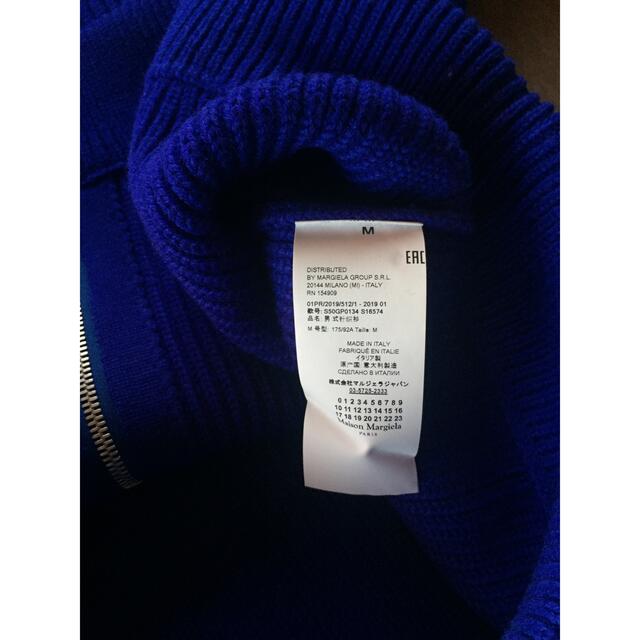 M
EAC
DISTRIBUTED
BY MARGIELA GROUP S.R.L.
20144 MILANO (MI) - ITALY
RN 154909
01PR/2019/512/1 - 2019 01
款号: S50GP0134 S16574
品名: 男式针织衫
M 号型: 175/92A Taille: M
MADE IN ITALY
FABRIQUÉ EN ITALIE
イタリア製
原产国: 意大利製造
СДЕЛАНО В ИТАЛИИ
株式会社マルジェラジャパン
03-5725-2333
0 1 2 3 4 5 6 7 8 9
10 11 12 13 14 15 16
17 18 19 20 21 22 23
Maison Margiela
PARIS